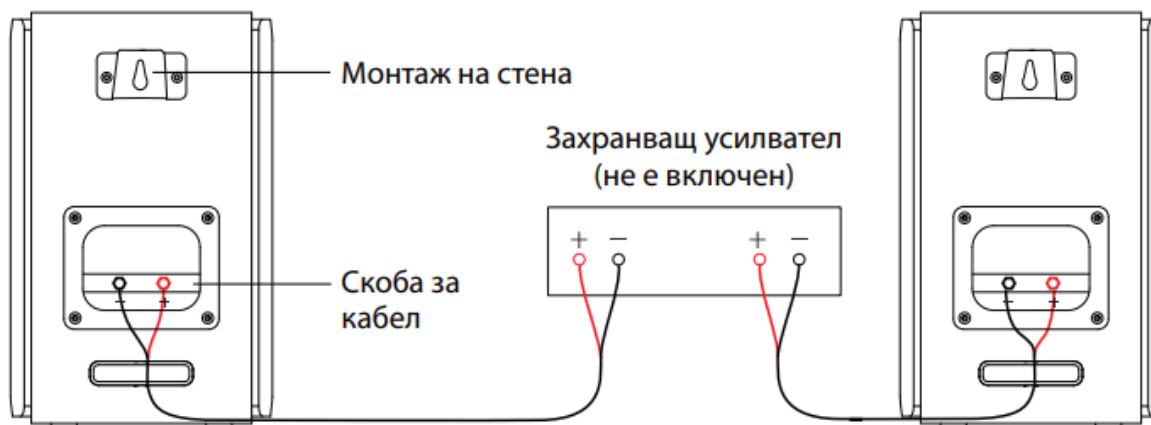 Монтаж на стена
Захранващ усилвател
(не е включен)
+ − + −
Скоба за
кабел
− +
− +